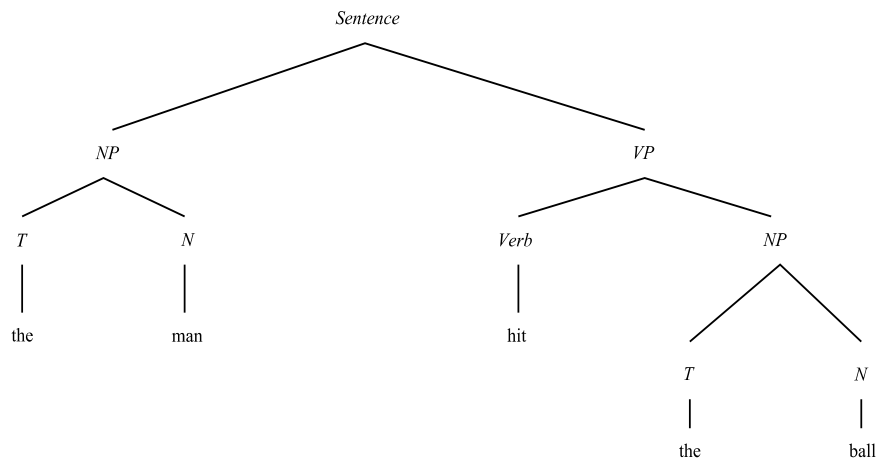 Sentence
NP VP
T N Verb NP
the man hit
T N
the ball